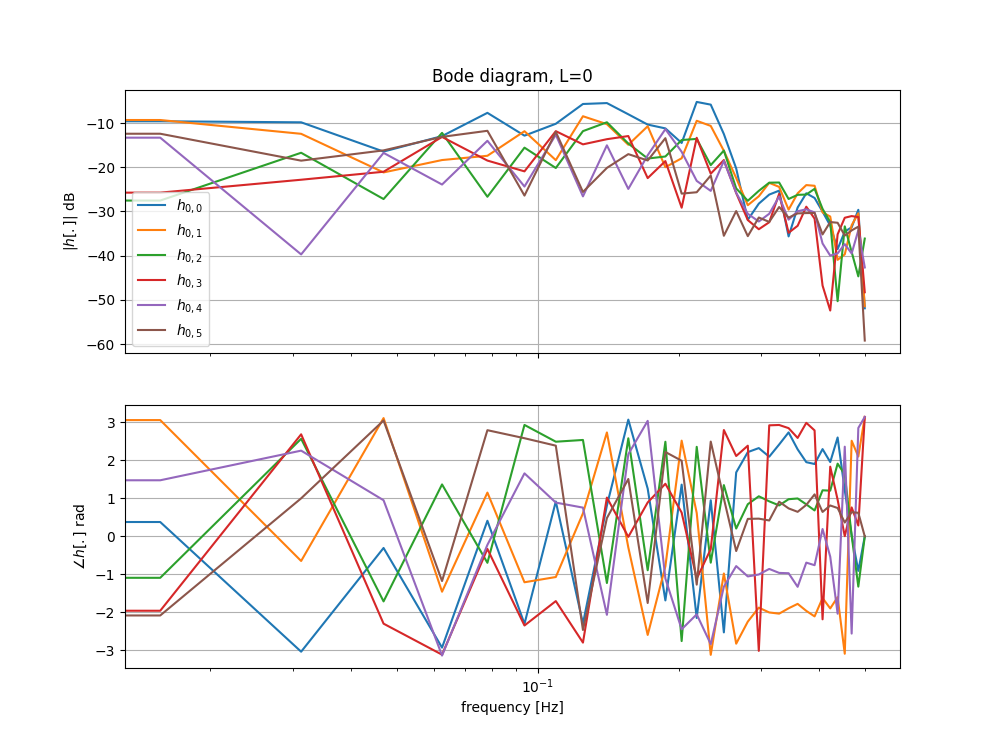 Bode diagram, L=0
|h[.]| dB
−10
−20
−30
−40
−50
−60
h0,0
h0,1
h0,2
h0,3
h0,4
h0,5
∠h[.] rad
3
2
1
0
−1
−2
−3
10−1
frequency [Hz]